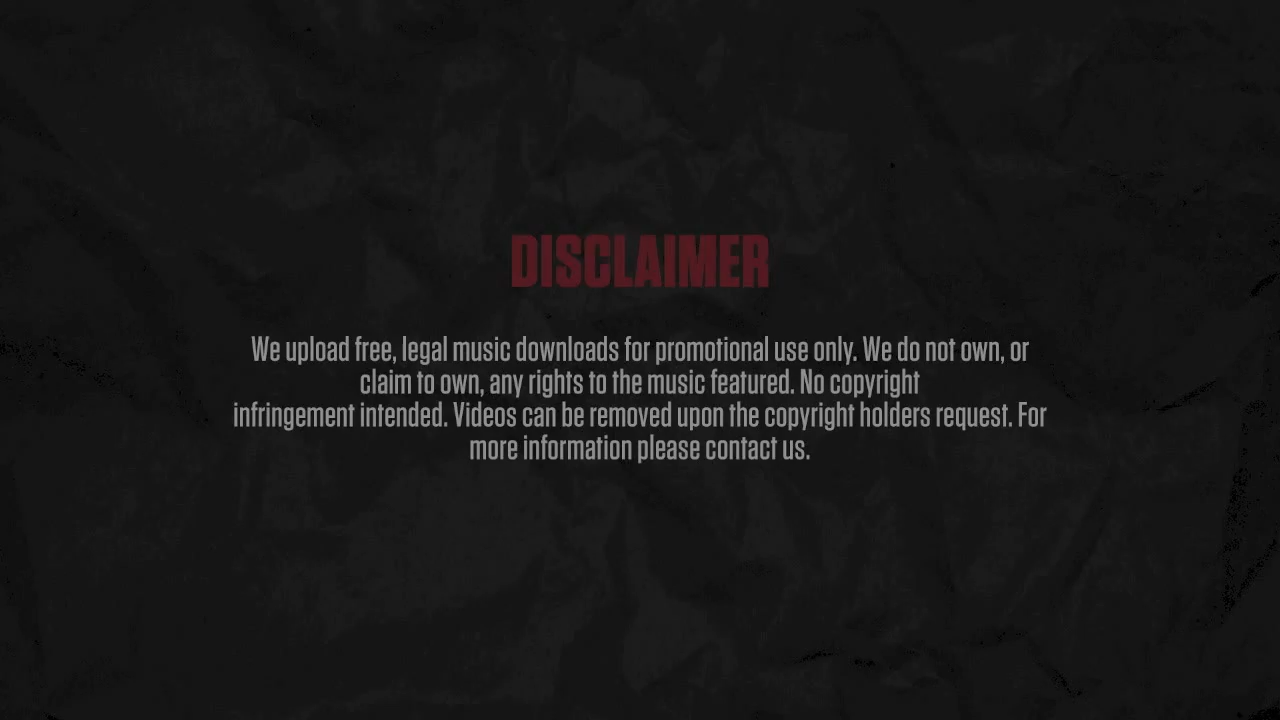 DISCLAIMER
We upload free, legal music downloads for promotional use only. We do not own, or
claim to own, any rights to the music featured. No copyright
infringement intended. Videos can be removed upon the copyright holders request. For
more information please contact us.